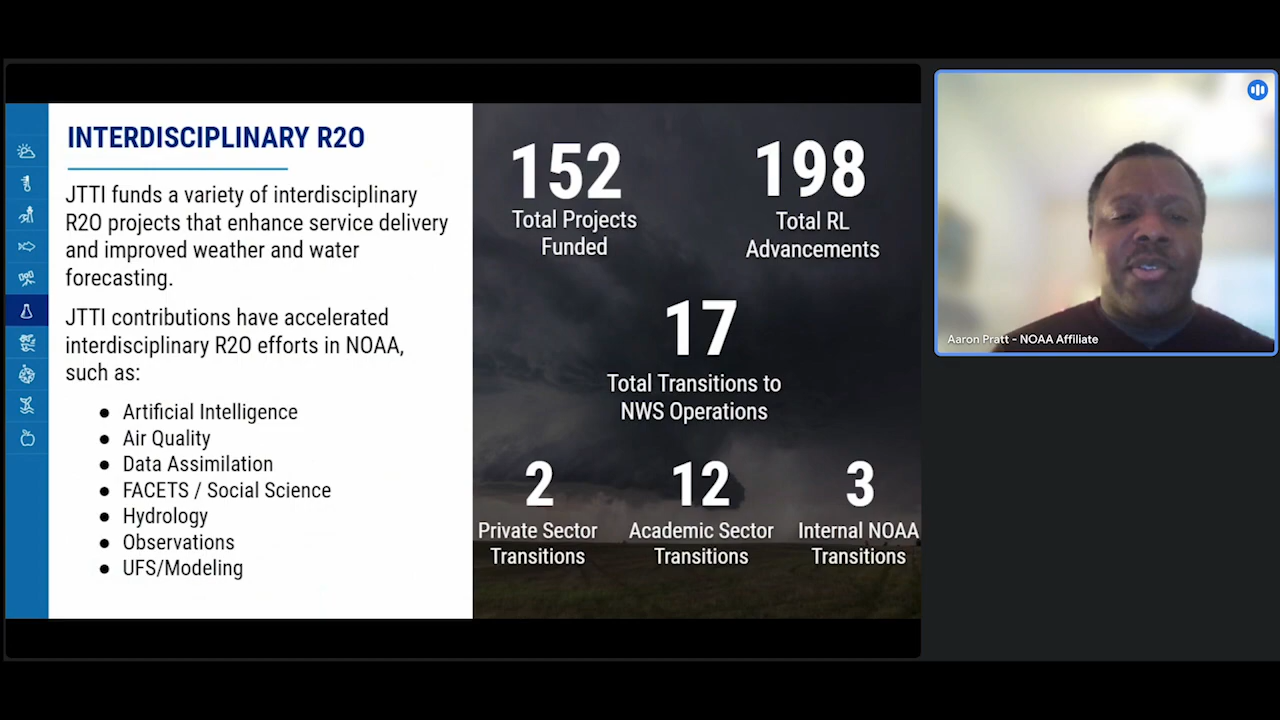 INTERDISCIPLINARY R2O
JTTI funds a variety of interdisciplinary
R2O projects that enhance service delivery
and improved weather and water
forecasting.
JTTI contributions have accelerated
interdisciplinary R2O efforts in NOAA,
such as:
● Artificial Intelligence
● Air Quality
● Data Assimilation
● FACETS / Social Science
● Hydrology
● Observations
● UFS/Modeling
152
Total Projects
Funded
198
Total RL
Advancements
17
Total Transitions to
NWS Operations
2
Private Sector
Transitions
12
Academic Sector
Transitions
3
Internal NOAA
Transitions
Aaron Pratt - NOAA Affiliate